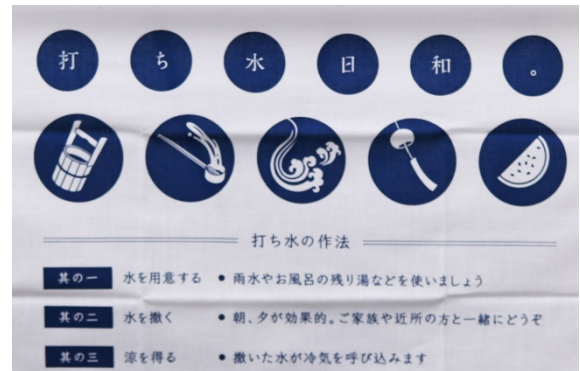 打ち水日和。
打ち水の作法
其の一 水を用意する ●雨水やお風呂の残り湯などを使いましょう
其の二 水を撒く ●朝、夕が効果的。ご家族や近所の方と一緒にどうぞ
其の三 涼を得る ●撒いた水が冷気を呼び込みます